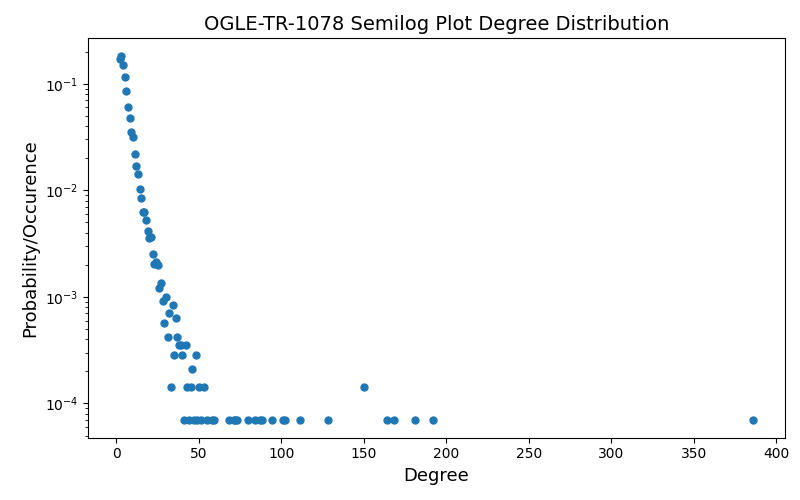 OGLE-TR-1078 Semilog Plot Degree Distribution
10⁻¹
10⁻²
10⁻³
10⁻⁴
Probability/Occurence
0 50 100 150 200 250 300 350 400
Degree